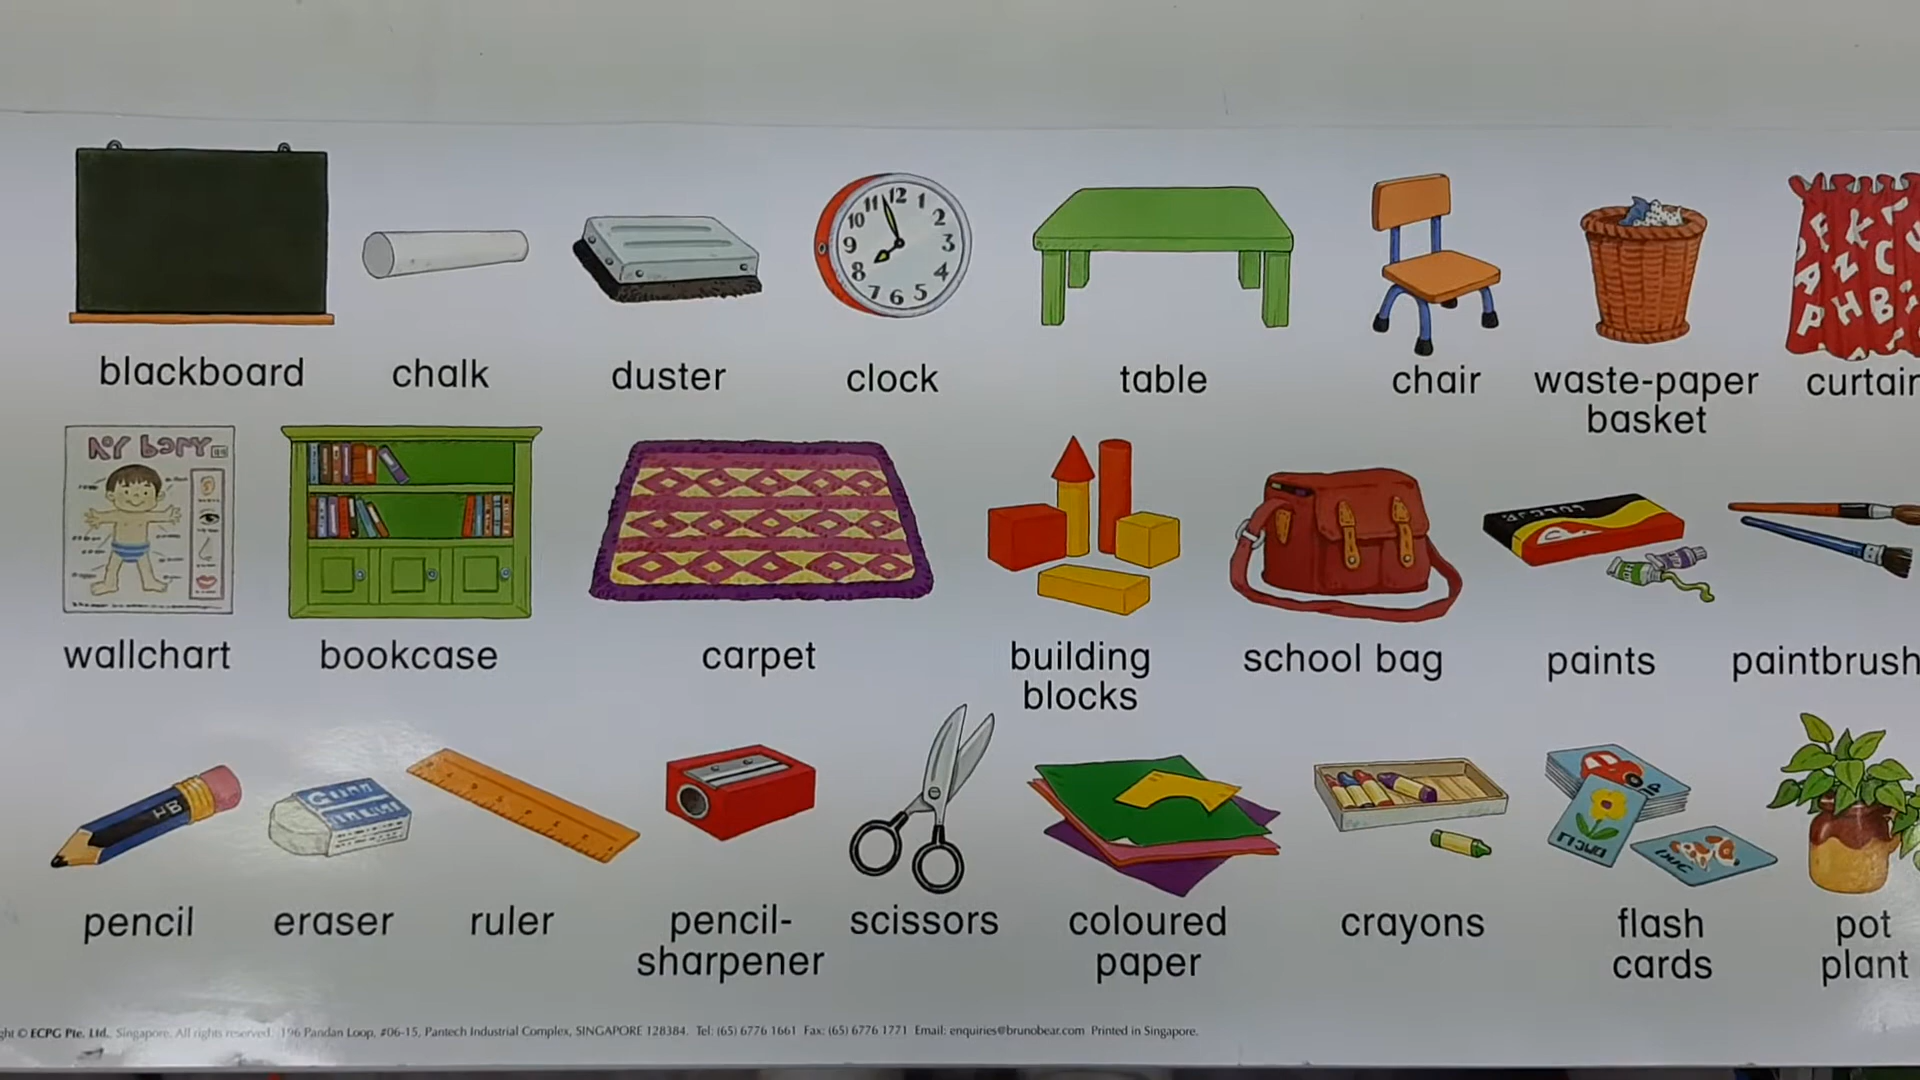 blackboard chalk duster clock table chair waste-paper
basket
wallchart bookcase carpet building
blocks school bag paints paintbrush
HB
pencil eraser ruler pencil-
sharpener scissors coloured
paper crayons flash
cards pot
plant
ght © ECPG Pte. Ltd. Singapore. All rights reserved. 196 Pandan Loop, #06-15, Pantech Industrial Complex, SINGAPORE 128384. Tel: (65) 6776 1661 Fax: (65) 6776 1771 Email: enquiries@brunobear.com Printed in Singapore.